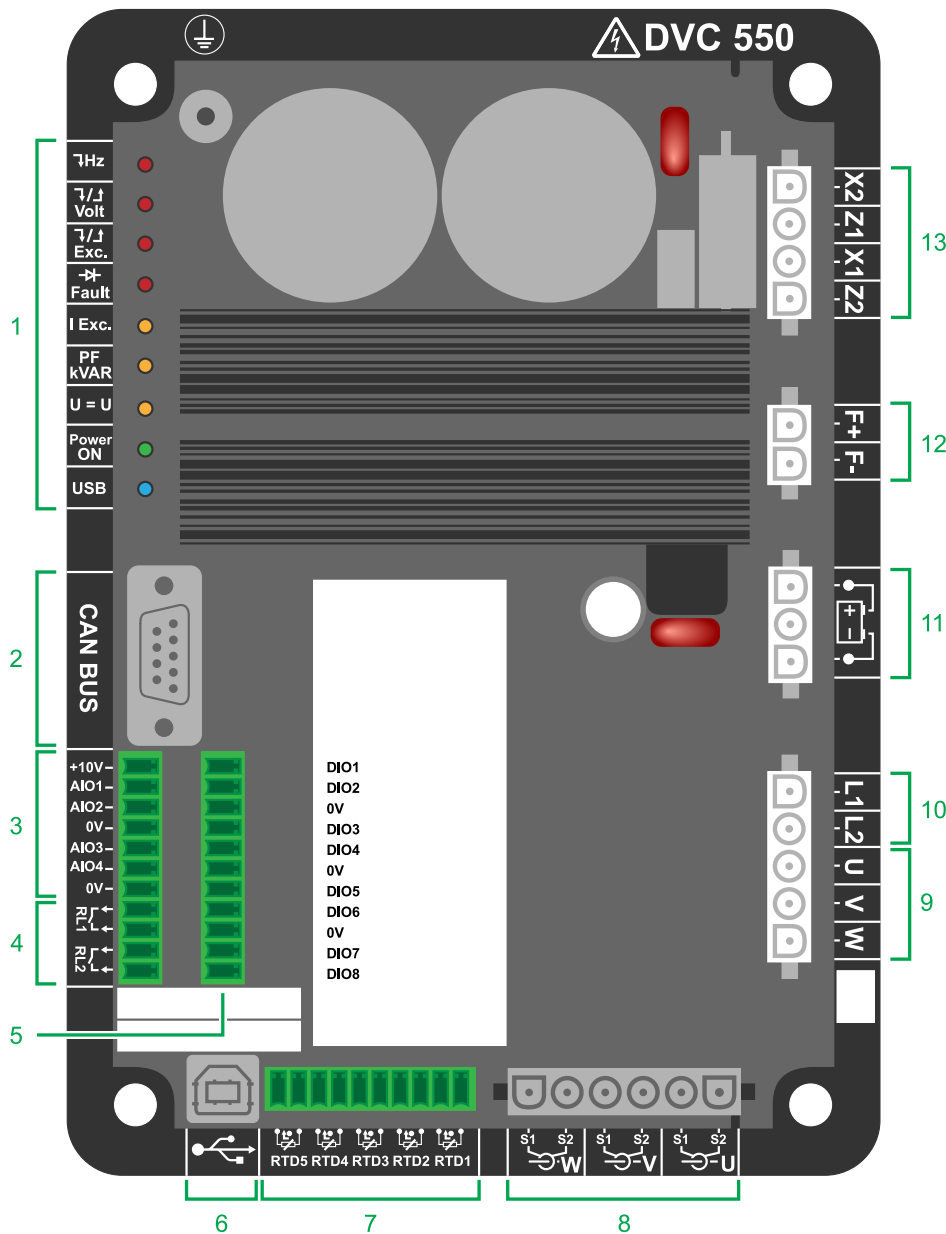 DVC 550
1
Hz
Volt
Exc.
Fault
I Exc.
PF
kVAR
U = U
Power
ON
USB
2
CAN BUS
3
+10V
AIO1
AIO2
0V
AIO3
AIO4
0V
4
RL1
RL2
5
DIO1
DIO2
0V
DIO3
DIO4
0V
DIO5
DIO6
0V
DIO7
DIO8
X2
Z1
X1
Z2
13
F+
F-
12
+
–
11
L1
L2
10
U
V
W
9
t° t° t° t° t°
RTD5 RTD4 RTD3 RTD2 RTD1
S1 S2 S1 S2 S1 S2
W V U
6 7 8